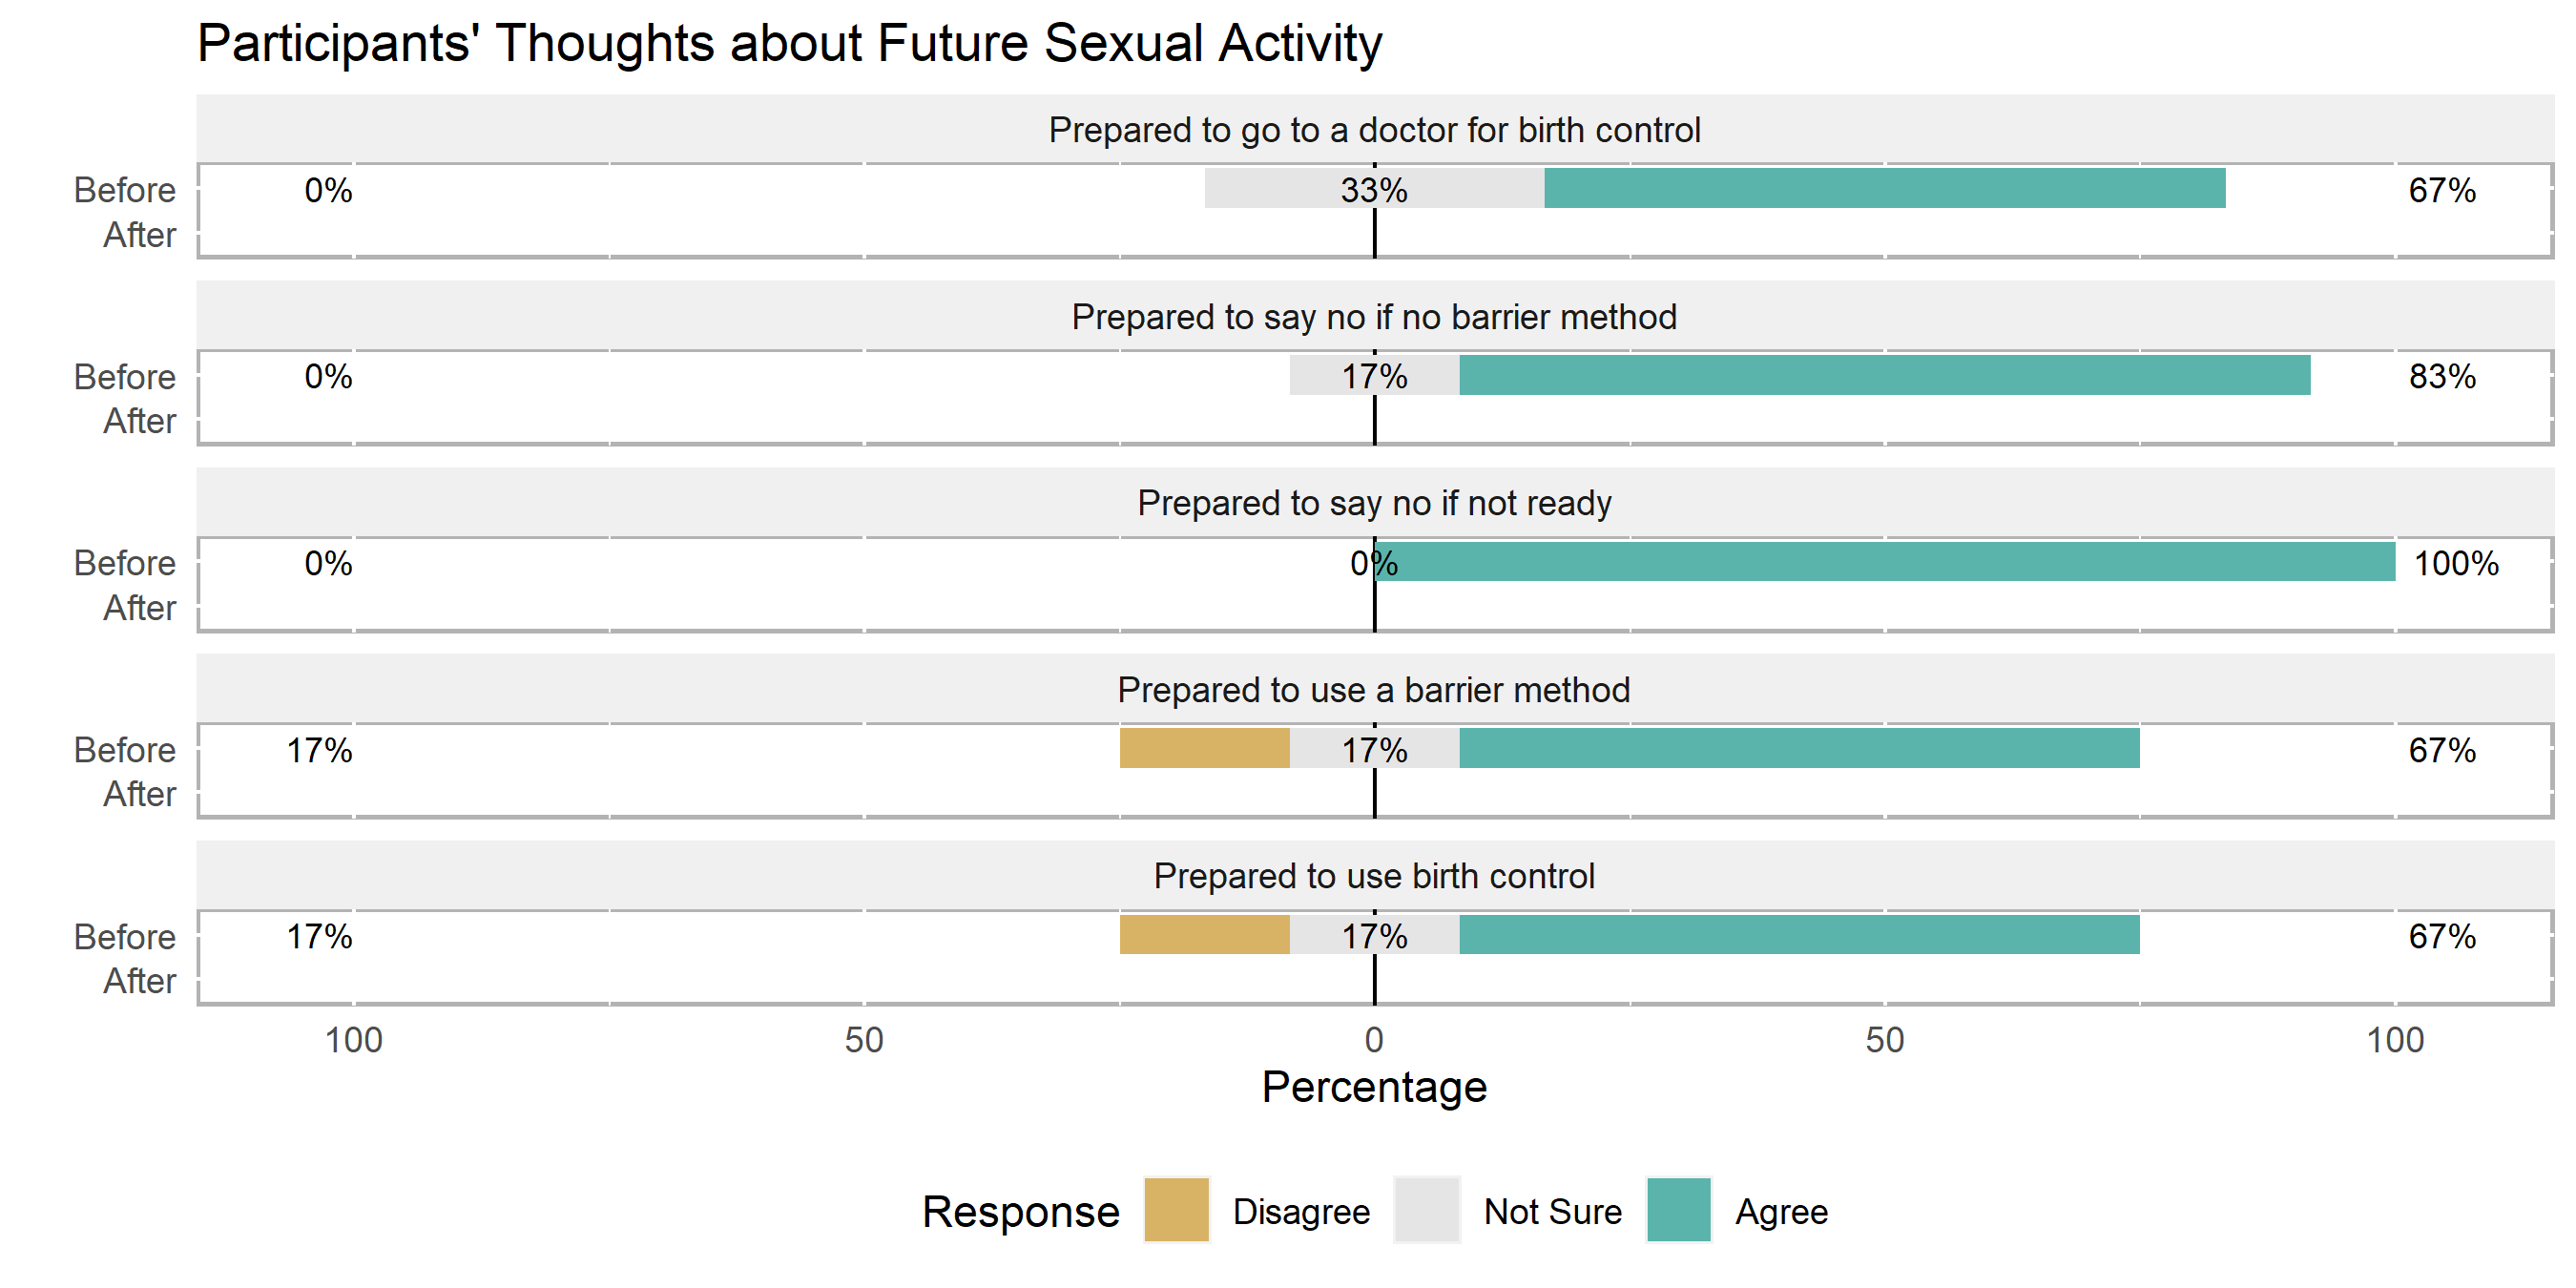 Participants' Thoughts about Future Sexual Activity
Prepared to go to a doctor for birth control
Before 0% 33% 67%
After
Prepared to say no if no barrier method
Before 0% 17% 83%
After
Prepared to say no if not ready
Before 0% 0% 100%
After
Prepared to use a barrier method
Before 17% 17% 67%
After
Prepared to use birth control
Before 17% 17% 67%
After
100 50 0 50 100
Percentage
Response Disagree Not Sure Agree